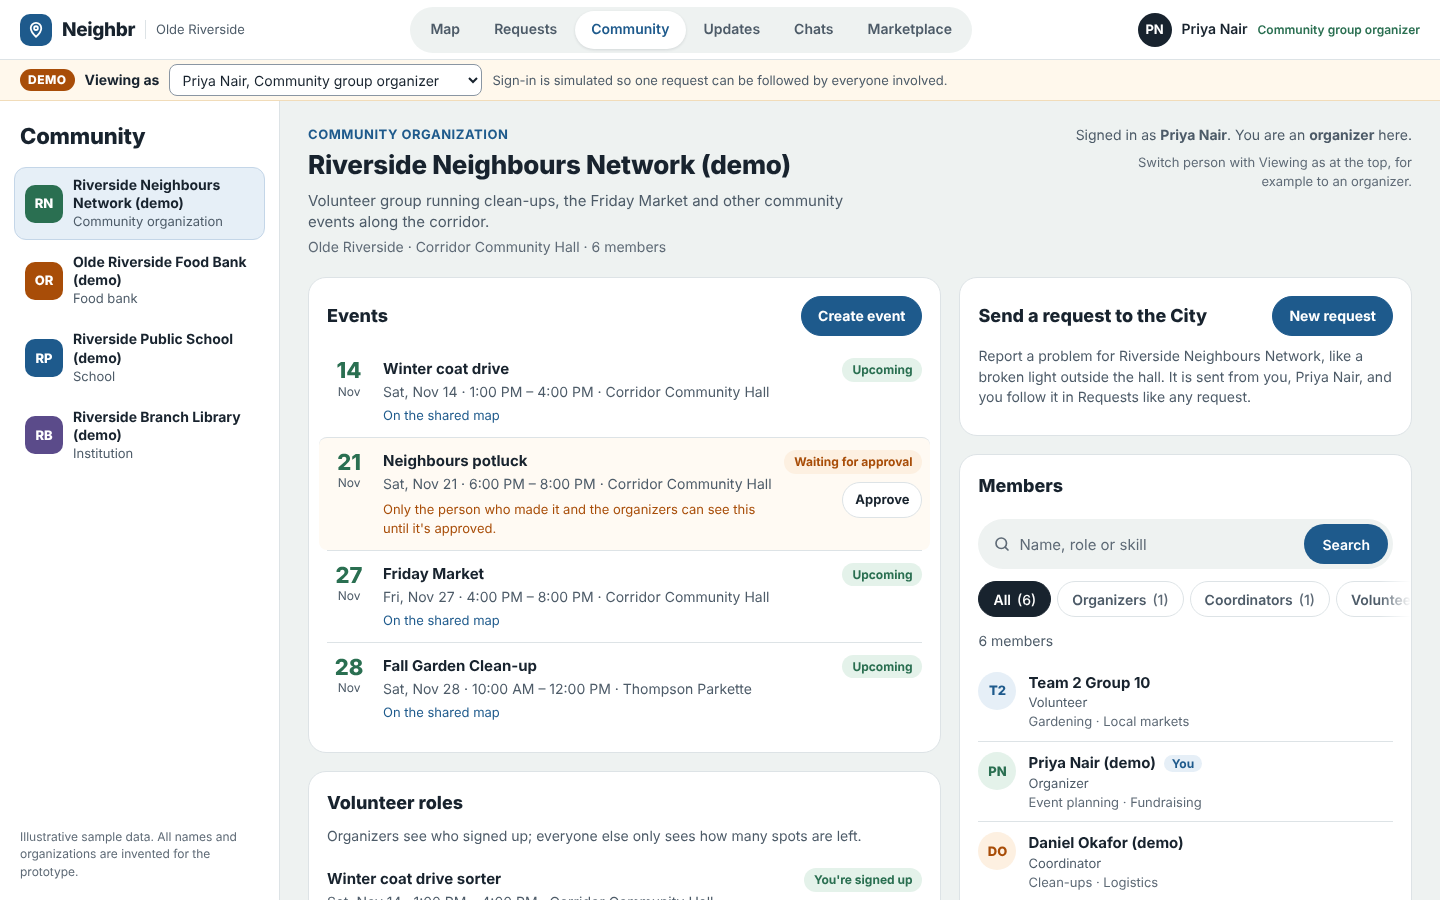 Neighbr
Olde Riverside
Map
Requests
Community
Updates
Chats
Marketplace
PN
Priya Nair
Community group organizer
DEMO
Viewing as
Priya Nair, Community group organizer
Sign-in is simulated so one request can be followed by everyone involved.
Community
RN
Riverside Neighbours
Network (demo)
Community organization
OR
Olde Riverside Food Bank
(demo)
Food bank
RP
Riverside Public School
(demo)
School
RB
Riverside Branch Library
(demo)
Institution
Illustrative sample data. All names and
organizations are invented for the
prototype.
COMMUNITY ORGANIZATION
Riverside Neighbours Network (demo)
Volunteer group running clean-ups, the Friday Market and other community
events along the corridor.
Olde Riverside · Corridor Community Hall · 6 members
Signed in as Priya Nair. You are an organizer here.
Switch person with Viewing as at the top, for
example to an organizer.
Events
Create event
14
Nov
Winter coat drive
Sat, Nov 14 · 1:00 PM – 4:00 PM · Corridor Community Hall
On the shared map
Upcoming
21
Nov
Neighbours potluck
Sat, Nov 21 · 6:00 PM – 8:00 PM · Corridor Community Hall
Only the person who made it and the organizers can see this
until it's approved.
Waiting for approval
Approve
27
Nov
Friday Market
Fri, Nov 27 · 4:00 PM – 8:00 PM · Corridor Community Hall
On the shared map
Upcoming
28
Nov
Fall Garden Clean-up
Sat, Nov 28 · 10:00 AM – 12:00 PM · Thompson Parkette
On the shared map
Upcoming
Volunteer roles
Organizers see who signed up; everyone else only sees how many spots are left.
Winter coat drive sorter
You're signed up
Send a request to the City
New request
Report a problem for Riverside Neighbours Network, like a
broken light outside the hall. It is sent from you, Priya Nair, and
you follow it in Requests like any request.
Members
Name, role or skill
Search
All (6)
Organizers (1)
Coordinators (1)
6 members
T2
Team 2 Group 10
Volunteer
Gardening · Local markets
PN
Priya Nair (demo)
You
Organizer
Event planning · Fundraising
DO
Daniel Okafor (demo)
Coordinator
Clean-ups · Logistics